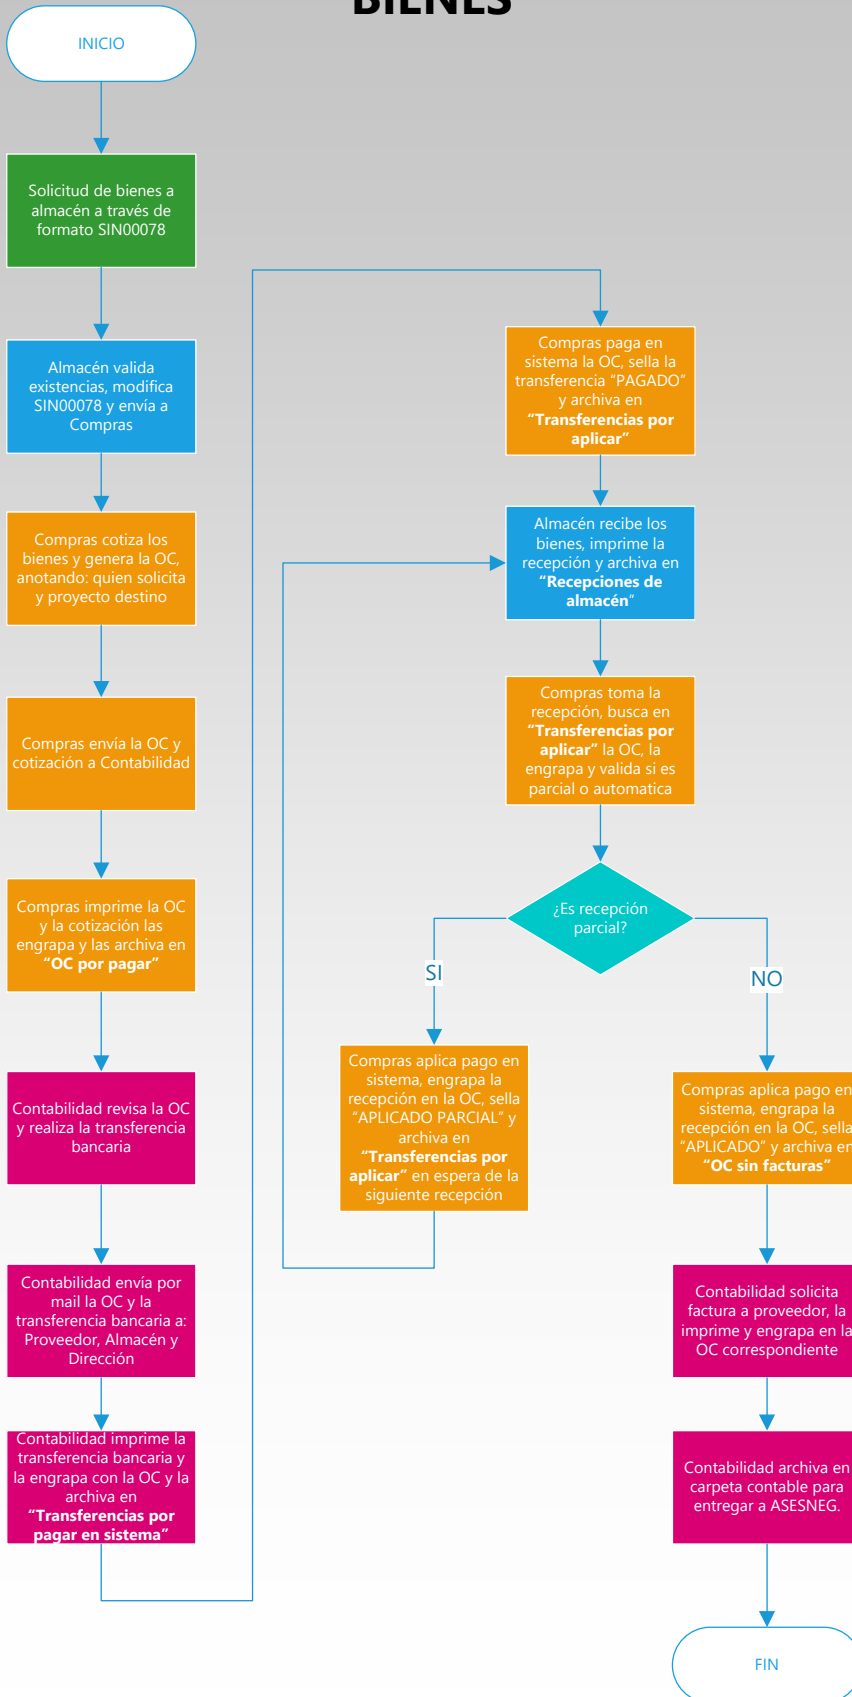 BIENES
INICIO
Solicitud de bienes a
almacén a través de
formato SIN00078
Almacén valida
existencias, modifica
SIN00078 y envía a
Compras
Compras cotiza los
bienes y genera la OC,
anotando: quien solicita
y proyecto destino
Compras envía la OC y
cotización a Contabilidad
Compras imprime la OC
y la cotización las
engrapa y las archiva en
“OC por pagar”
Contabilidad revisa la OC
y realiza la transferencia
bancaria
Contabilidad envía por
mail la OC y la
transferencia bancaria a:
Proveedor, Almacén y
Dirección
Contabilidad imprime la
transferencia bancaria y
la engrapa con la OC y la
archiva en
“Transferencias por
pagar en sistema”
Compras paga en
sistema la OC, sella la
transferencia “PAGADO”
y archiva en
“Transferencias por
aplicar”
Almacén recibe los
bienes, imprime la
recepción y archiva en
“Recepciones de
almacén”
Compras toma la
recepción, busca en
“Transferencias por
aplicar” la OC, la
engrapa y valida si es
parcial o automatica
¿Es recepción
parcial?
SI
Compras aplica pago en
sistema, engrapa la
recepción en la OC, sella
“APLICADO PARCIAL” y
archiva en
“Transferencias por
aplicar” en espera de la
siguiente recepción
NO
Compras aplica pago en
sistema, engrapa la
recepción en la OC, sella
“APLICADO” y archiva en
“OC sin facturas”
Contabilidad solicita
factura a proveedor, la
imprime y engrapa en la
OC correspondiente
Contabilidad archiva en
carpeta contable para
entregar a ASESNEG.
FIN